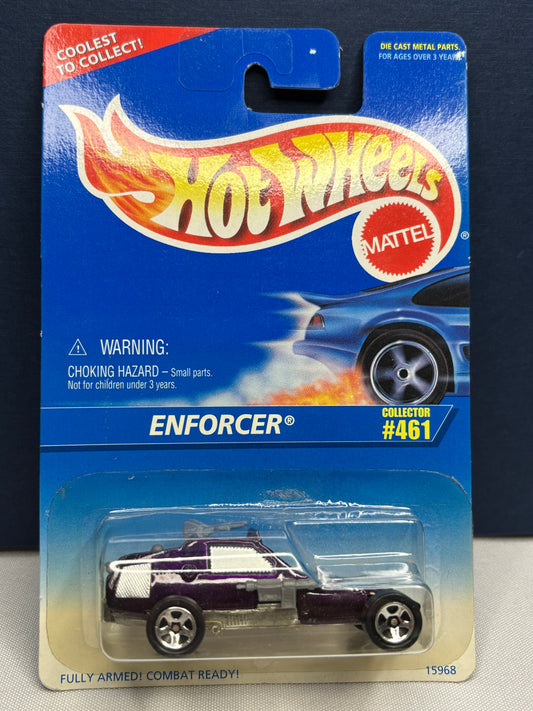 COOLEST
TO COLLECT!
DIE CAST METAL PARTS.
FOR AGES OVER 3 YEARS.
HOT WHEELS
MATTEL
®
⚠ WARNING:
CHOKING HAZARD – Small parts.
Not for children under 3 years.
ENFORCER®
COLLECTOR
#461
FULLY ARMED! COMBAT READY!
15968